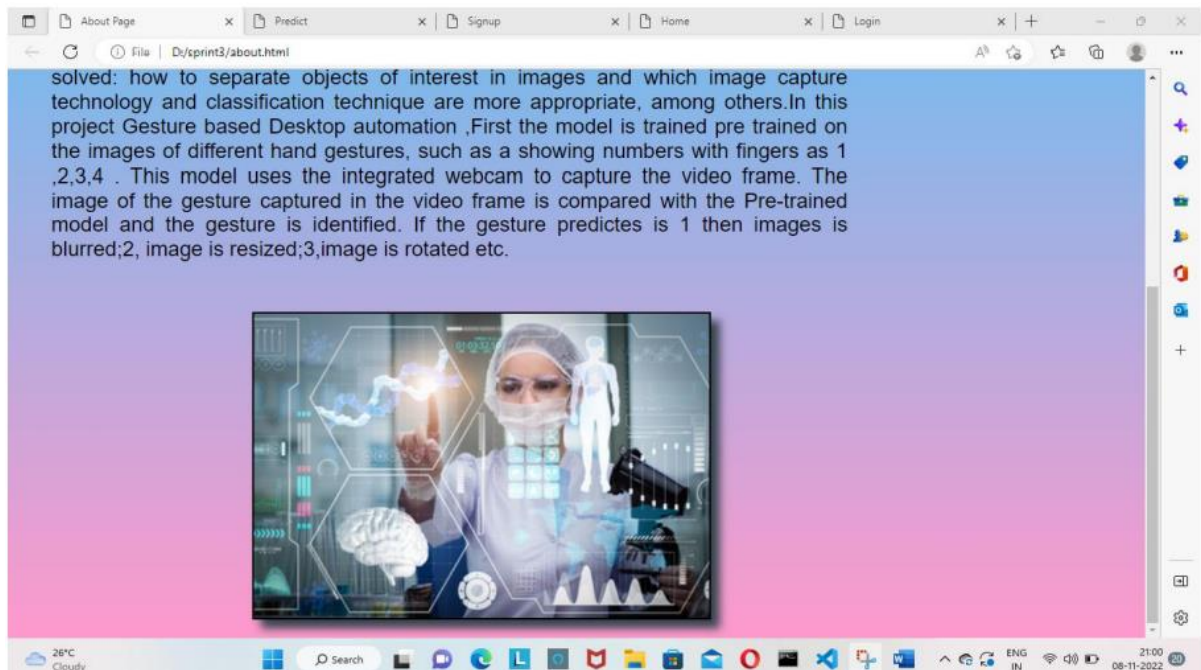 About Page
Predict
Signup
Home
Login
File
D:/sprint3/about.html
solved: how to separate objects of interest in images and which image capture
technology and classification technique are more appropriate, among others.In this
project Gesture based Desktop automation ,First the model is trained pre trained on
the images of different hand gestures, such as a showing numbers with fingers as 1
,2,3,4 . This model uses the integrated webcam to capture the video frame. The
image of the gesture captured in the video frame is compared with the Pre-trained
model and the gesture is identified. If the gesture predictes is 1 then images is
blurred;2, image is resized;3,image is rotated etc.
26°C
Cloudy
Search
ENG
IN
21:00
08-11-2022